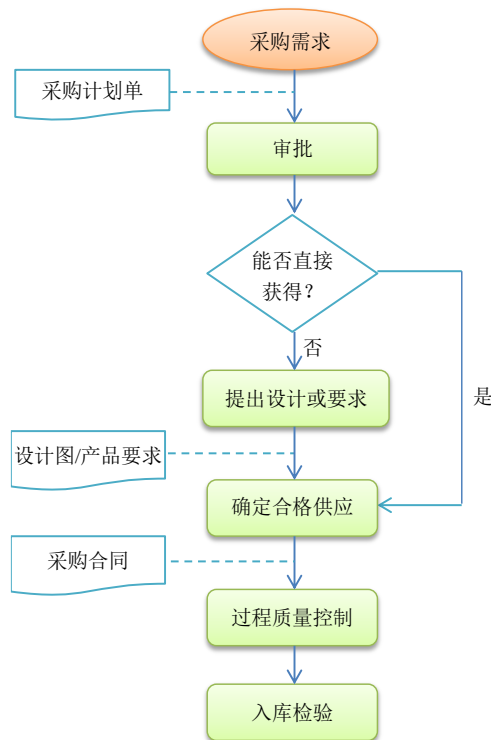 采购需求
采购计划单
审批
能否直接
获得？
否
是
提出设计或要求
设计图/产品要求
确定合格供应
采购合同
过程质量控制
入库检验